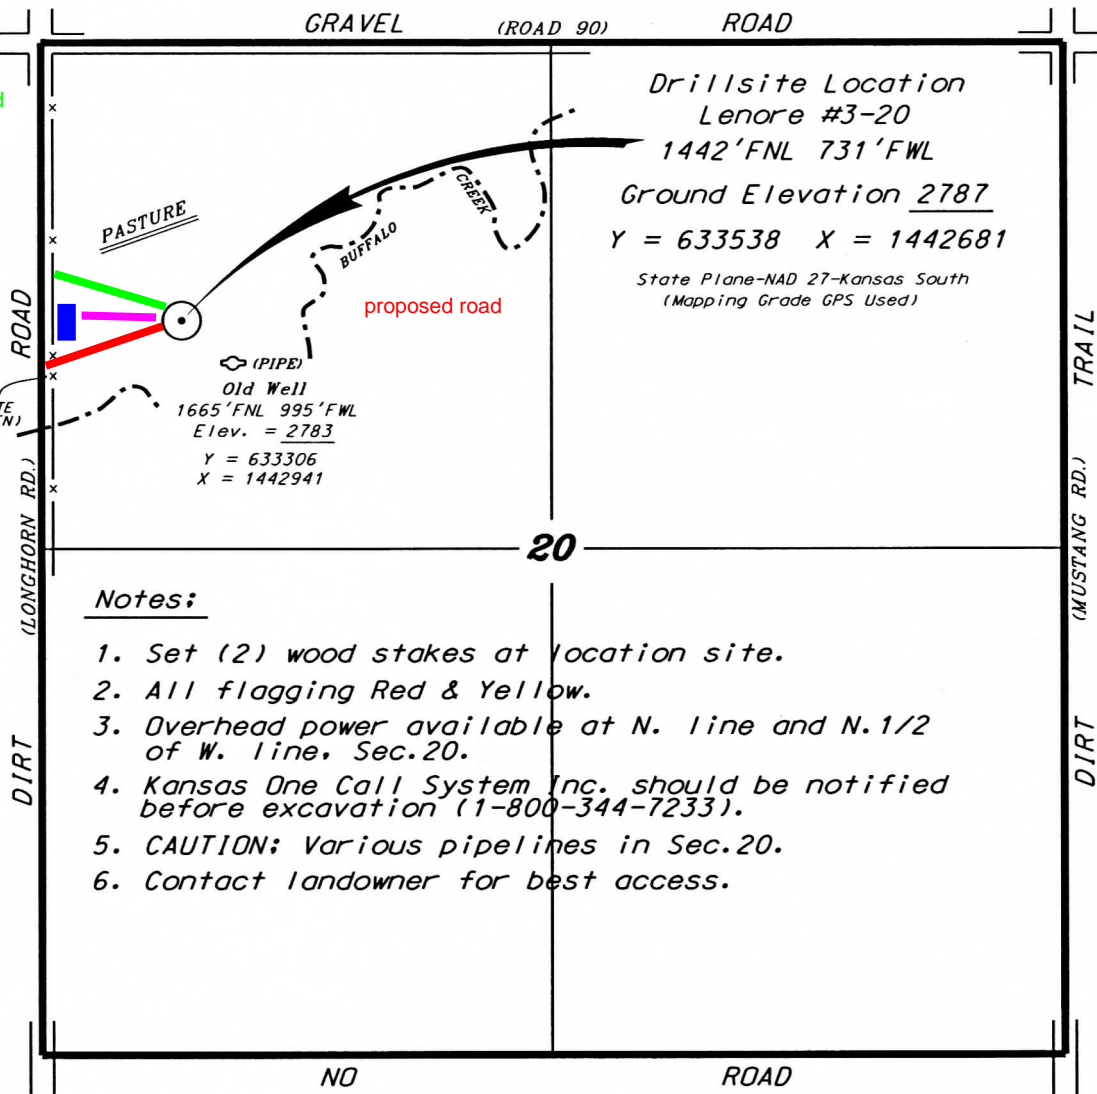 GRAVEL (ROAD 90) ROAD
Drillsite Location
Lenore #3-20
1442'FNL 731'FWL
Ground Elevation 2787
Y = 633538 X = 1442681
State Plane-NAD 27-Kansas South
(Mapping Grade GPS Used)
PASTURE
BUFFALO
CREEK
proposed road
(PIPE)
Old Well
1665'FNL 995'FWL
Elev. = 2783
Y = 633306
X = 1442941
ROAD
(LONGHORN RD.)
DIRT
TRAIL
(MUSTANG RD.)
DIRT
20
Notes:
1. Set (2) wood stakes at location site.
2. All flagging Red & Yellow.
3. Overhead power available at N. line and N.1/2
of W. line, Sec.20.
4. Kansas One Call System Inc. should be notified
before excavation (1-800-344-7233).
5. CAUTION: Various pipelines in Sec.20.
6. Contact landowner for best access.
NO ROAD